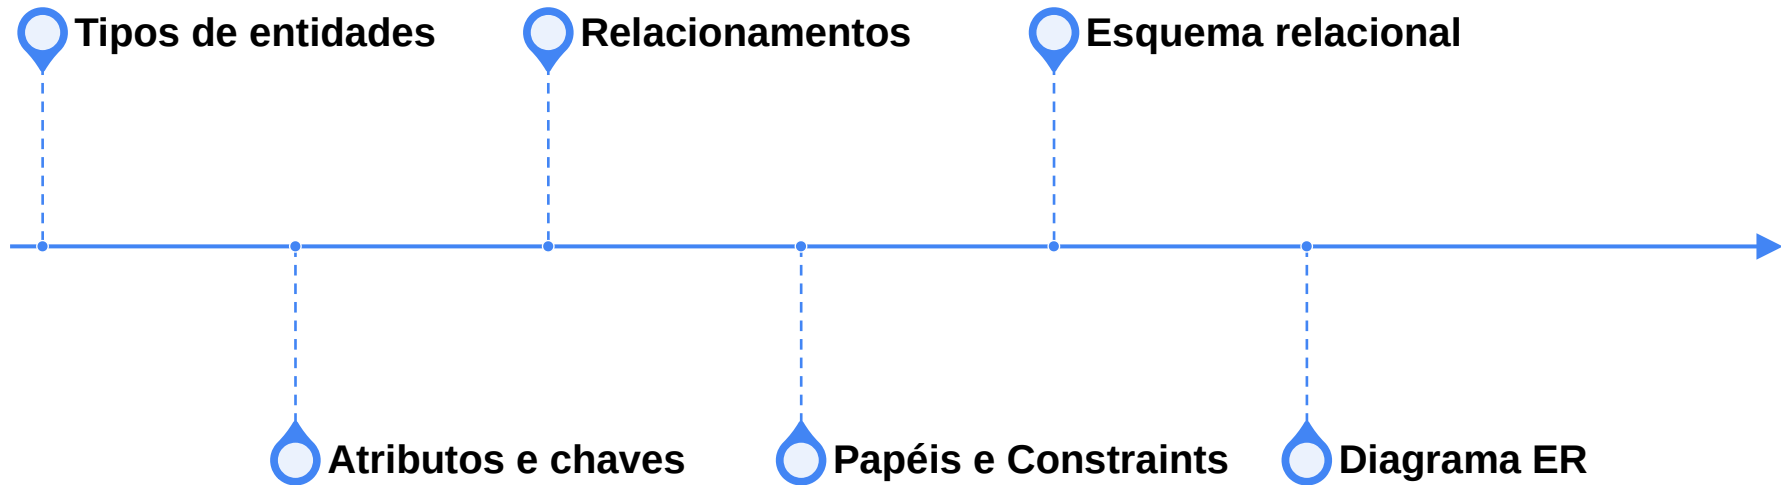 Tipos de entidades
Relacionamentos
Esquema relacional
Atributos e chaves
Papéis e Constraints
Diagrama ER